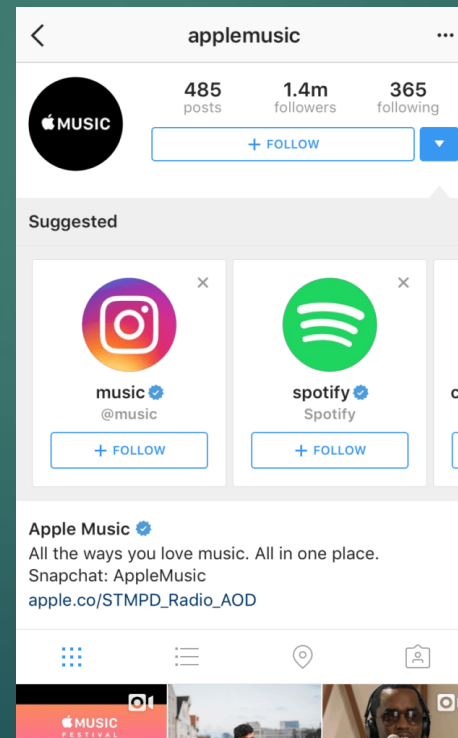 applemusic
485 1.4m 365
posts followers following
MUSIC
+ FOLLOW
Suggested
music spotify
@music Spotify
+ FOLLOW + FOLLOW
Apple Music
All the ways you love music. All in one place.
Snapchat: AppleMusic
apple.co/STMPD_Radio_AOD
MUSIC
FESTIVAL